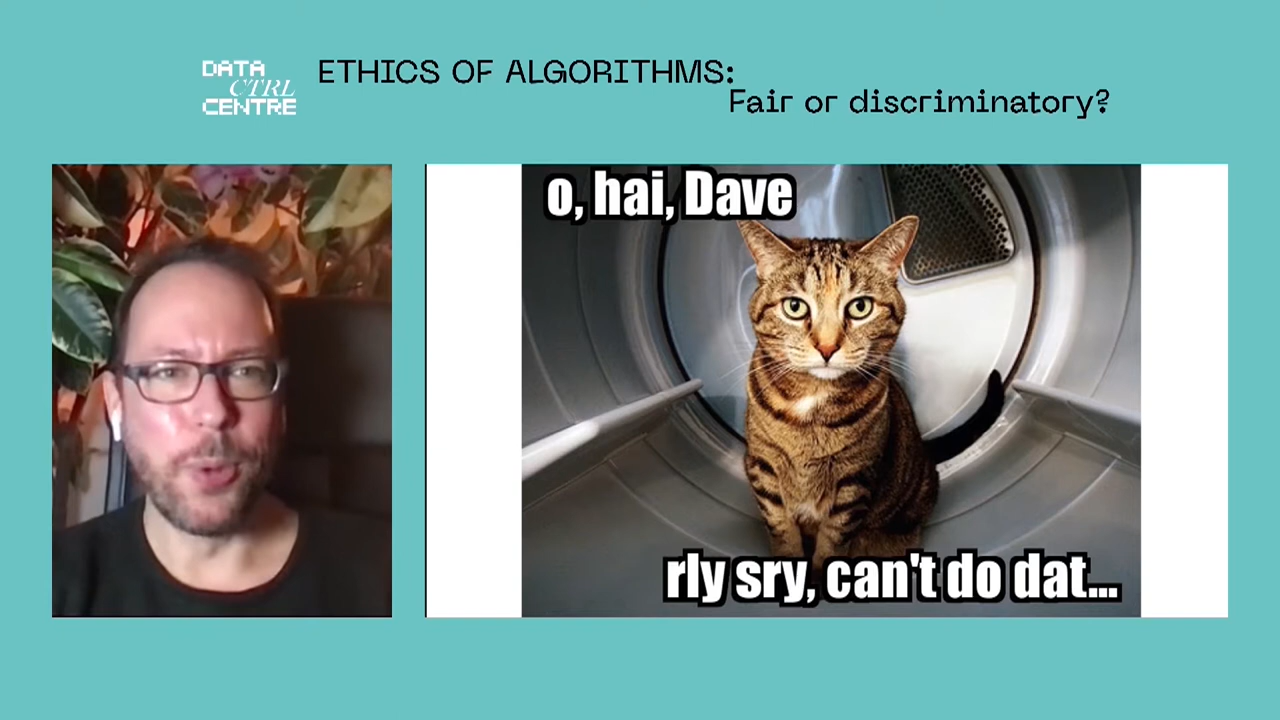 DATA
CTRL
CENTRE
ETHICS OF ALGORITHMS:
Fair or discriminatory?
o, hai, Dave
rly sry, can't do dat...